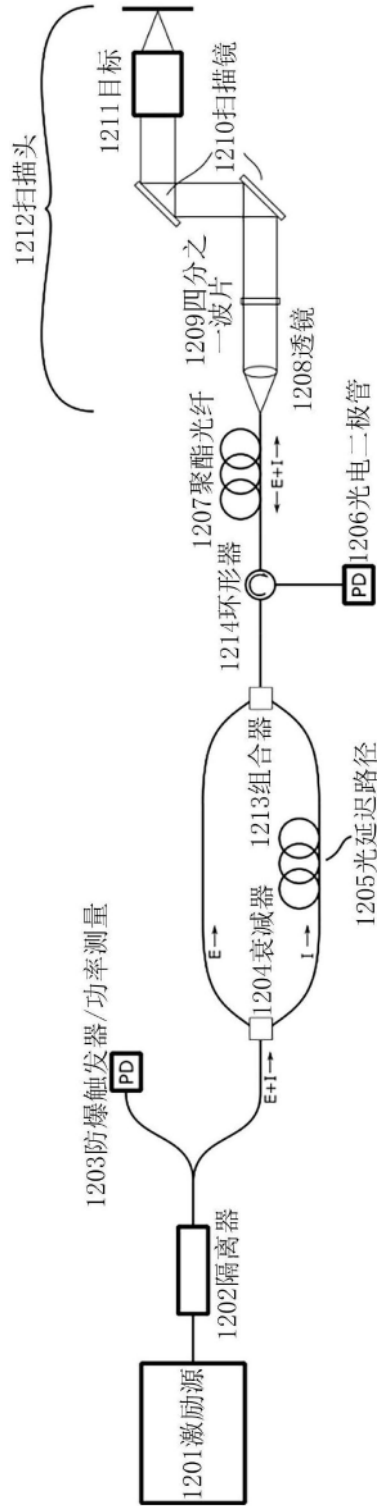 1201激励源
1202隔离器
1203防爆触发器/功率测量
PD
E+I
1204衰减器
E
I
1205光延迟路径
1213组合器
1214环形器
PD
1206光电二极管
1207聚酯光纤
E+I
1208透镜
1209四分之
一波片
1210扫描镜
1211目标
1212扫描头